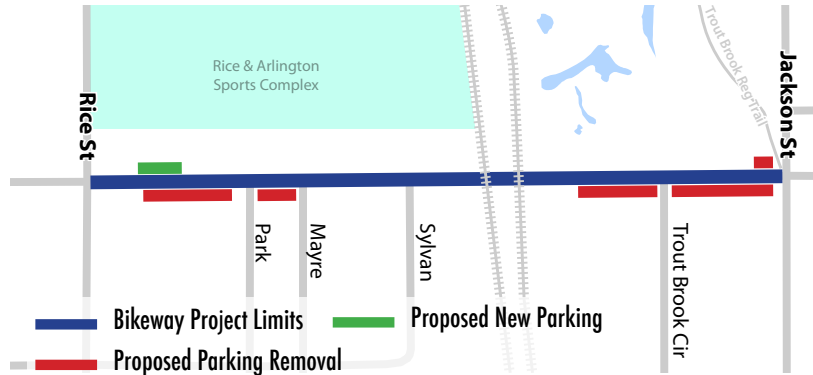 Rice & Arlington
Sports Complex
Trout Brook Reg Trail
Rice St
Jackson St
Park
Mayre
Sylvan
Trout Brook Cir
Bikeway Project Limits
Proposed New Parking
Proposed Parking Removal